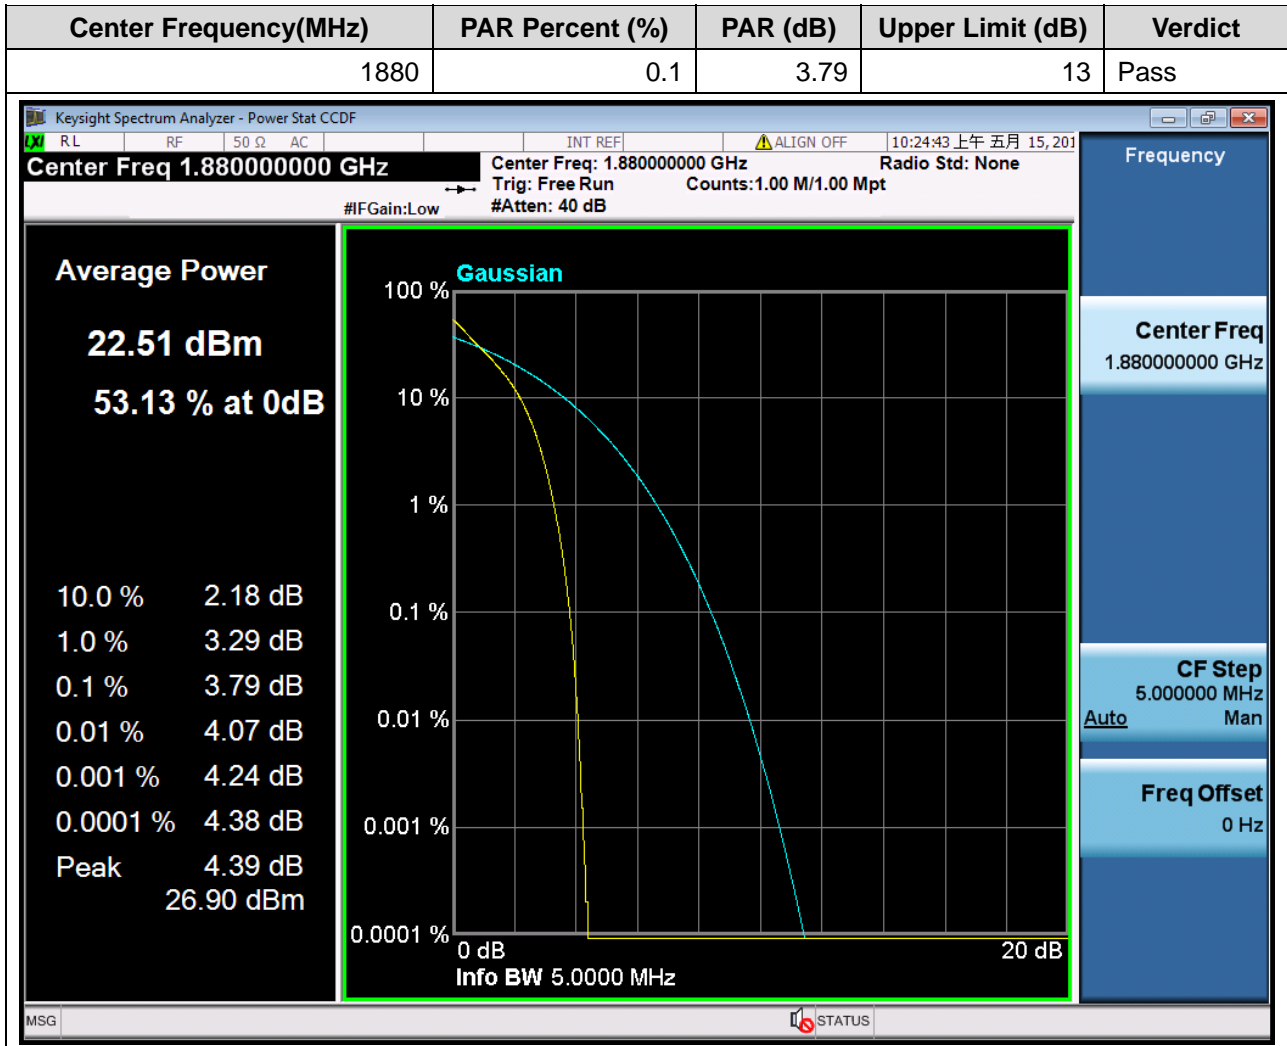 Center Frequency(MHz) PAR Percent (%) PAR (dB) Upper Limit (dB) Verdict
1880 0.1 3.79 13 Pass
Keysight Spectrum Analyzer - Power Stat CCDF
LXI RL RF 50 Ω AC INT REF ALIGN OFF 10:24:43 上午 五月 15, 201
Center Freq 1.880000000 GHz
Center Freq: 1.880000000 GHz Radio Std: None
Trig: Free Run Counts:1.00 M/1.00 Mpt
#IFGain:Low #Atten: 40 dB
Frequency
Center Freq
1.880000000 GHz
CF Step
5.000000 MHz
Auto Man
Freq Offset
0 Hz
Average Power
22.51 dBm
53.13 % at 0dB
10.0 % 2.18 dB
1.0 % 3.29 dB
0.1 % 3.79 dB
0.01 % 4.07 dB
0.001 % 4.24 dB
0.0001 % 4.38 dB
Peak 4.39 dB
26.90 dBm
Gaussian
100 %
10 %
1 %
0.1 %
0.01 %
0.001 %
0.0001 %
0 dB 20 dB
Info BW 5.0000 MHz
MSG STATUS